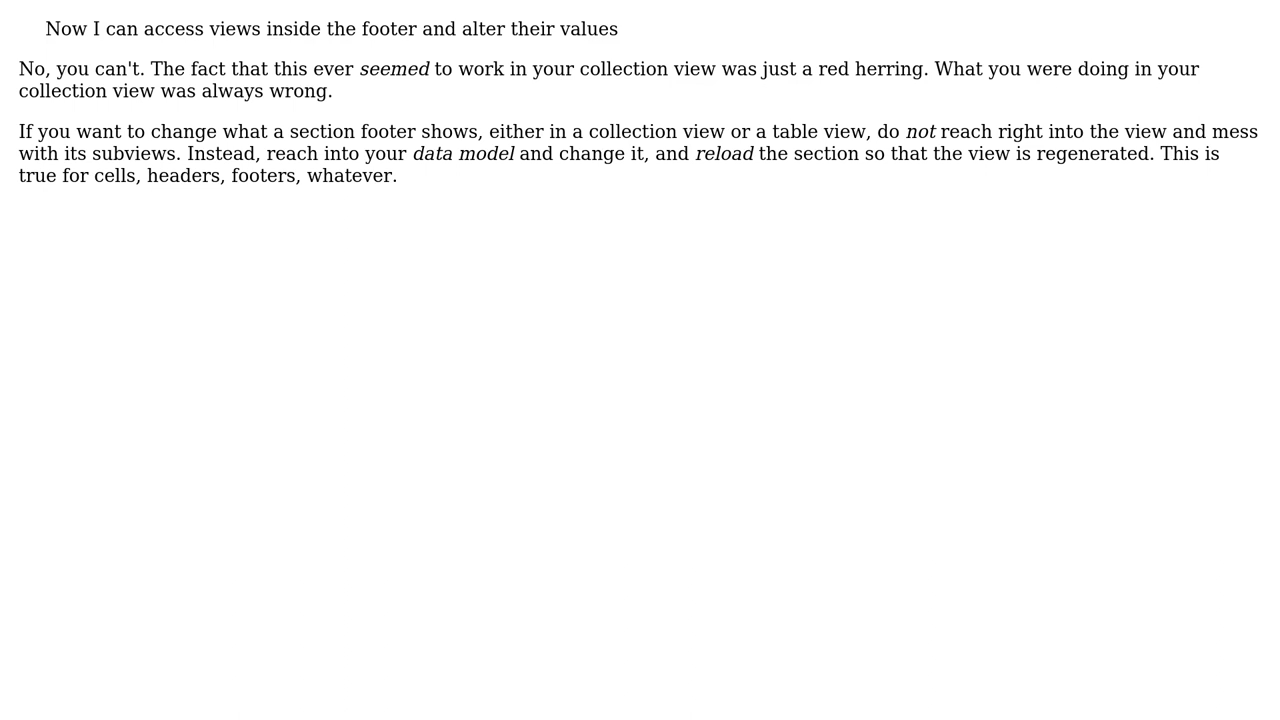 Now I can access views inside the footer and alter their values
No, you can't. The fact that this ever seemed to work in your collection view was just a red herring. What you were doing in your
collection view was always wrong.
If you want to change what a section footer shows, either in a collection view or a table view, do not reach right into the view and mess
with its subviews. Instead, reach into your data model and change it, and reload the section so that the view is regenerated. This is
true for cells, headers, footers, whatever.